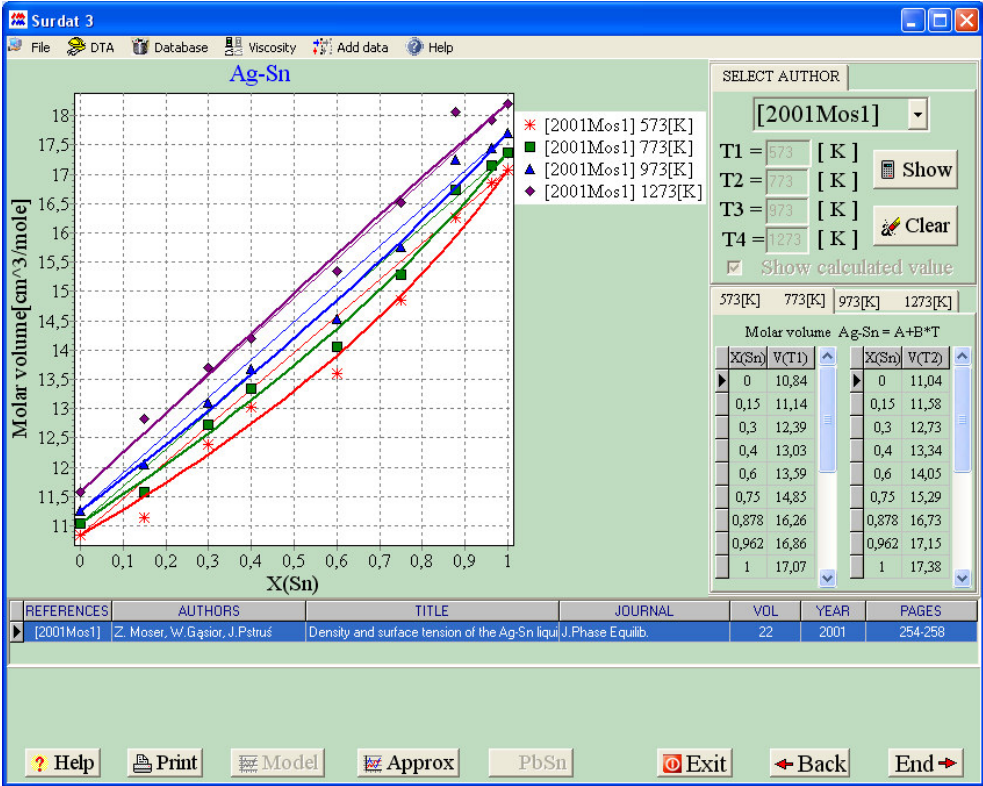 Surdat 3
File DTA Database Viscosity Add data Help
Ag-Sn
Molar volume[cm^3/mole]
18
17,5
17
16,5
16
15,5
15
14,5
14
13,5
13
12,5
12
11,5
11
0 0,1 0,2 0,3 0,4 0,5 0,6 0,7 0,8 0,9 1
X(Sn)
[2001Mos1] 573[K]
[2001Mos1] 773[K]
[2001Mos1] 973[K]
[2001Mos1] 1273[K]
SELECT AUTHOR
[2001Mos1]
T1 = 573 [ K ]
T2 = 773 [ K ]
T3 = 973 [ K ]
T4 = 1273 [ K ]
Show
Clear
Show calculated value
573[K] 773[K] 973[K] 1273[K]
Molar volume Ag-Sn = A+B*T
X(Sn) V(T1) X(Sn) V(T2)
0 10,84 0 11,04
0,15 11,14 0,15 11,58
0,3 12,39 0,3 12,73
0,4 13,03 0,4 13,34
0,6 13,59 0,6 14,05
0,75 14,85 0,75 15,29
0,878 16,26 0,878 16,73
0,962 16,86 0,962 17,15
1 17,07 1 17,38
REFERENCES AUTHORS TITLE JOURNAL VOL YEAR PAGES
[2001Mos1] Z. Moser, W.Gąsior, J.Pstruś Density and surface tension of the Ag-Sn liqui J.Phase Equilib. 22 2001 254-258
Help Print Model Approx PbSn Exit Back End